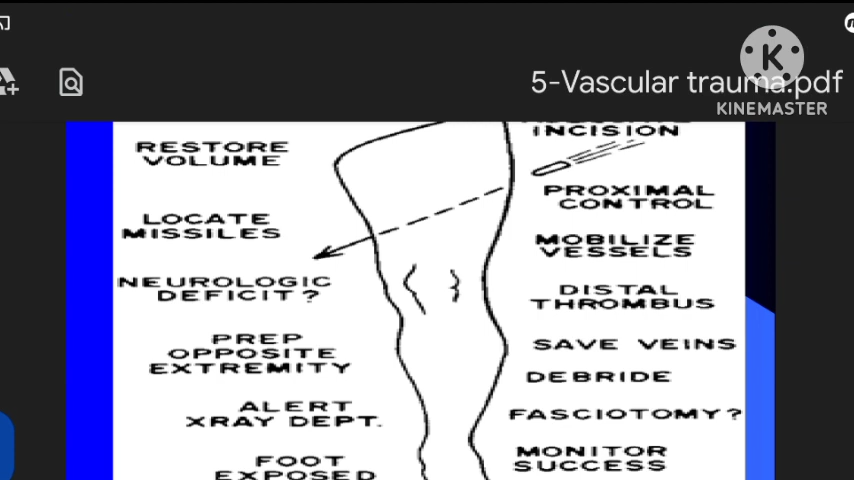 5-Vascular trauma.pdf
K
KINEMASTER
RESTORE
VOLUME
LOCATE
MISSILES
NEUROLOGIC
DEFICIT?
PREP
OPPOSITE
EXTREMITY
ALERT
XRAY DEPT.
FOOT
EXPOSED
INCISION
PROXIMAL
CONTROL
MOBILIZE
VESSELS
DISTAL
THROMBUS
SAVE VEINS
DEBRIDE
FASCIOTOMY?
MONITOR
SUCCESS